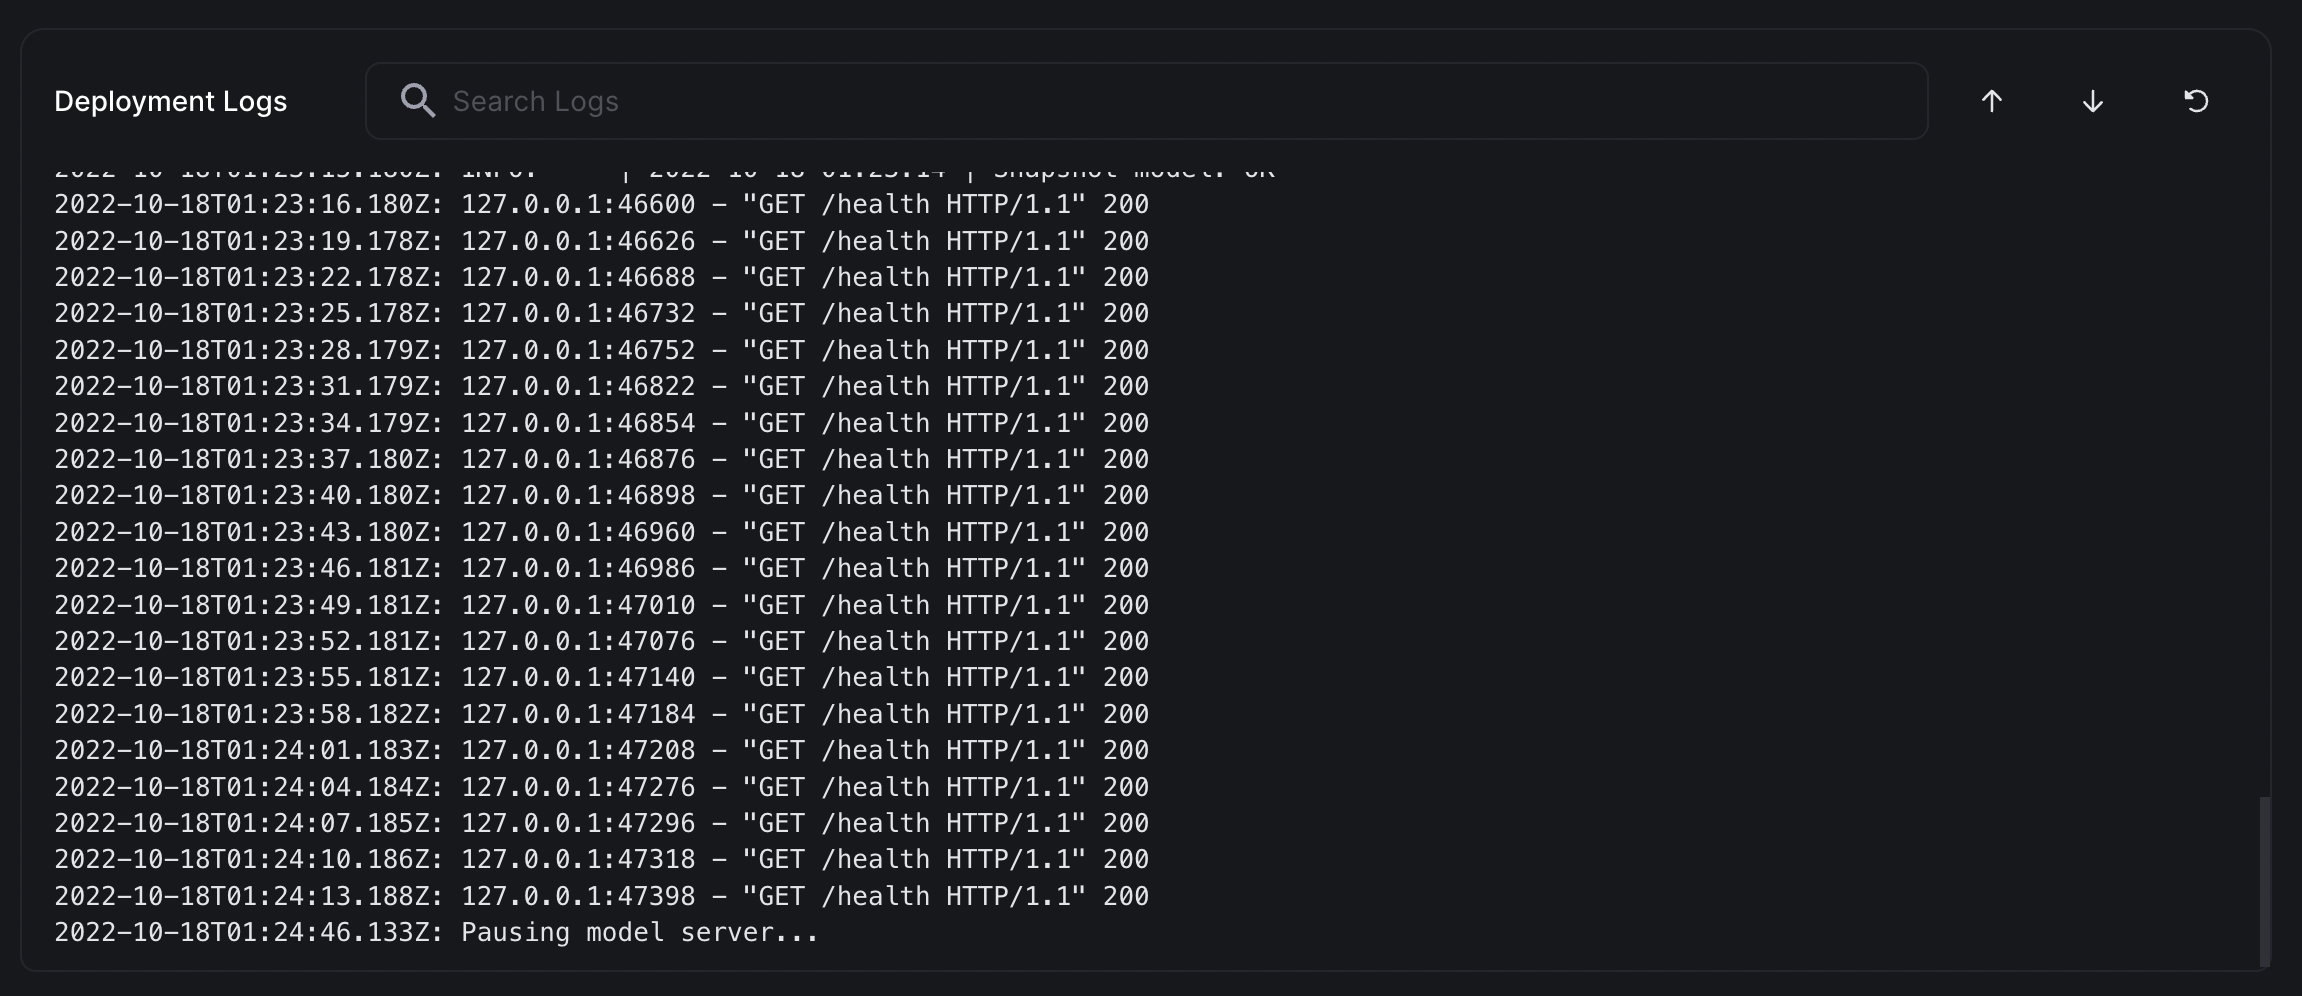 Deployment Logs
Search Logs
2022-10-18T01:23:15.180Z: INFO:     | 2022-10-18 01:23:14 | Snapshot model: OK
2022-10-18T01:23:16.180Z: 127.0.0.1:46600 - "GET /health HTTP/1.1" 200
2022-10-18T01:23:19.178Z: 127.0.0.1:46626 - "GET /health HTTP/1.1" 200
2022-10-18T01:23:22.178Z: 127.0.0.1:46688 - "GET /health HTTP/1.1" 200
2022-10-18T01:23:25.178Z: 127.0.0.1:46732 - "GET /health HTTP/1.1" 200
2022-10-18T01:23:28.179Z: 127.0.0.1:46752 - "GET /health HTTP/1.1" 200
2022-10-18T01:23:31.179Z: 127.0.0.1:46822 - "GET /health HTTP/1.1" 200
2022-10-18T01:23:34.179Z: 127.0.0.1:46854 - "GET /health HTTP/1.1" 200
2022-10-18T01:23:37.180Z: 127.0.0.1:46876 - "GET /health HTTP/1.1" 200
2022-10-18T01:23:40.180Z: 127.0.0.1:46898 - "GET /health HTTP/1.1" 200
2022-10-18T01:23:43.180Z: 127.0.0.1:46960 - "GET /health HTTP/1.1" 200
2022-10-18T01:23:46.181Z: 127.0.0.1:46986 - "GET /health HTTP/1.1" 200
2022-10-18T01:23:49.181Z: 127.0.0.1:47010 - "GET /health HTTP/1.1" 200
2022-10-18T01:23:52.181Z: 127.0.0.1:47076 - "GET /health HTTP/1.1" 200
2022-10-18T01:23:55.181Z: 127.0.0.1:47140 - "GET /health HTTP/1.1" 200
2022-10-18T01:23:58.182Z: 127.0.0.1:47184 - "GET /health HTTP/1.1" 200
2022-10-18T01:24:01.183Z: 127.0.0.1:47208 - "GET /health HTTP/1.1" 200
2022-10-18T01:24:04.184Z: 127.0.0.1:47276 - "GET /health HTTP/1.1" 200
2022-10-18T01:24:07.185Z: 127.0.0.1:47296 - "GET /health HTTP/1.1" 200
2022-10-18T01:24:10.186Z: 127.0.0.1:47318 - "GET /health HTTP/1.1" 200
2022-10-18T01:24:13.188Z: 127.0.0.1:47398 - "GET /health HTTP/1.1" 200
2022-10-18T01:24:46.133Z: Pausing model server...